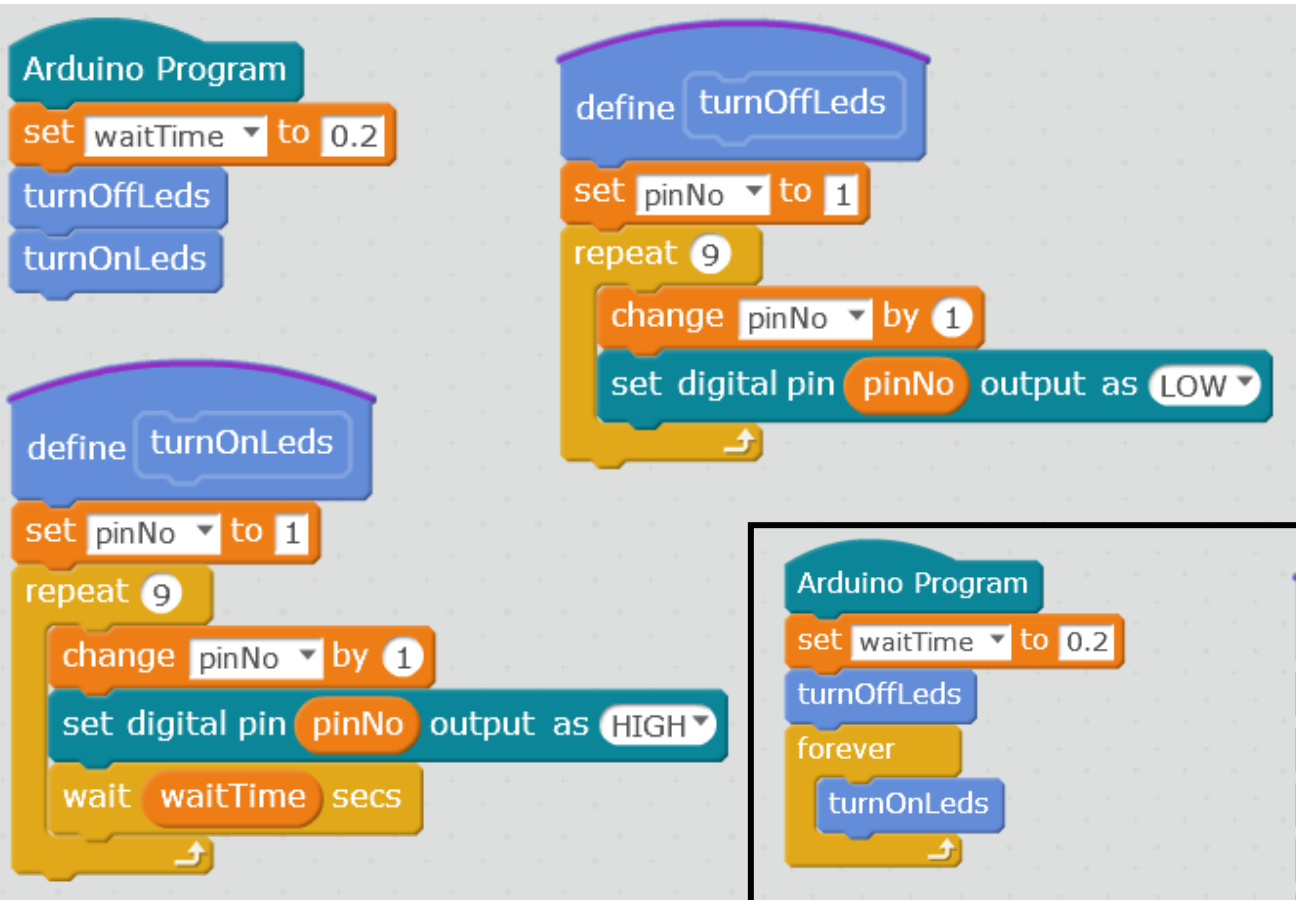 Arduino Program
set waitTime to 0.2
turnOffLeds
turnOnLeds
define turnOffLeds
set pinNo to 1
repeat 9
change pinNo by 1
set digital pin pinNo output as LOW
define turnOnLeds
set pinNo to 1
repeat 9
change pinNo by 1
set digital pin pinNo output as HIGH
wait waitTime secs
Arduino Program
set waitTime to 0.2
turnOffLeds
forever
turnOnLeds